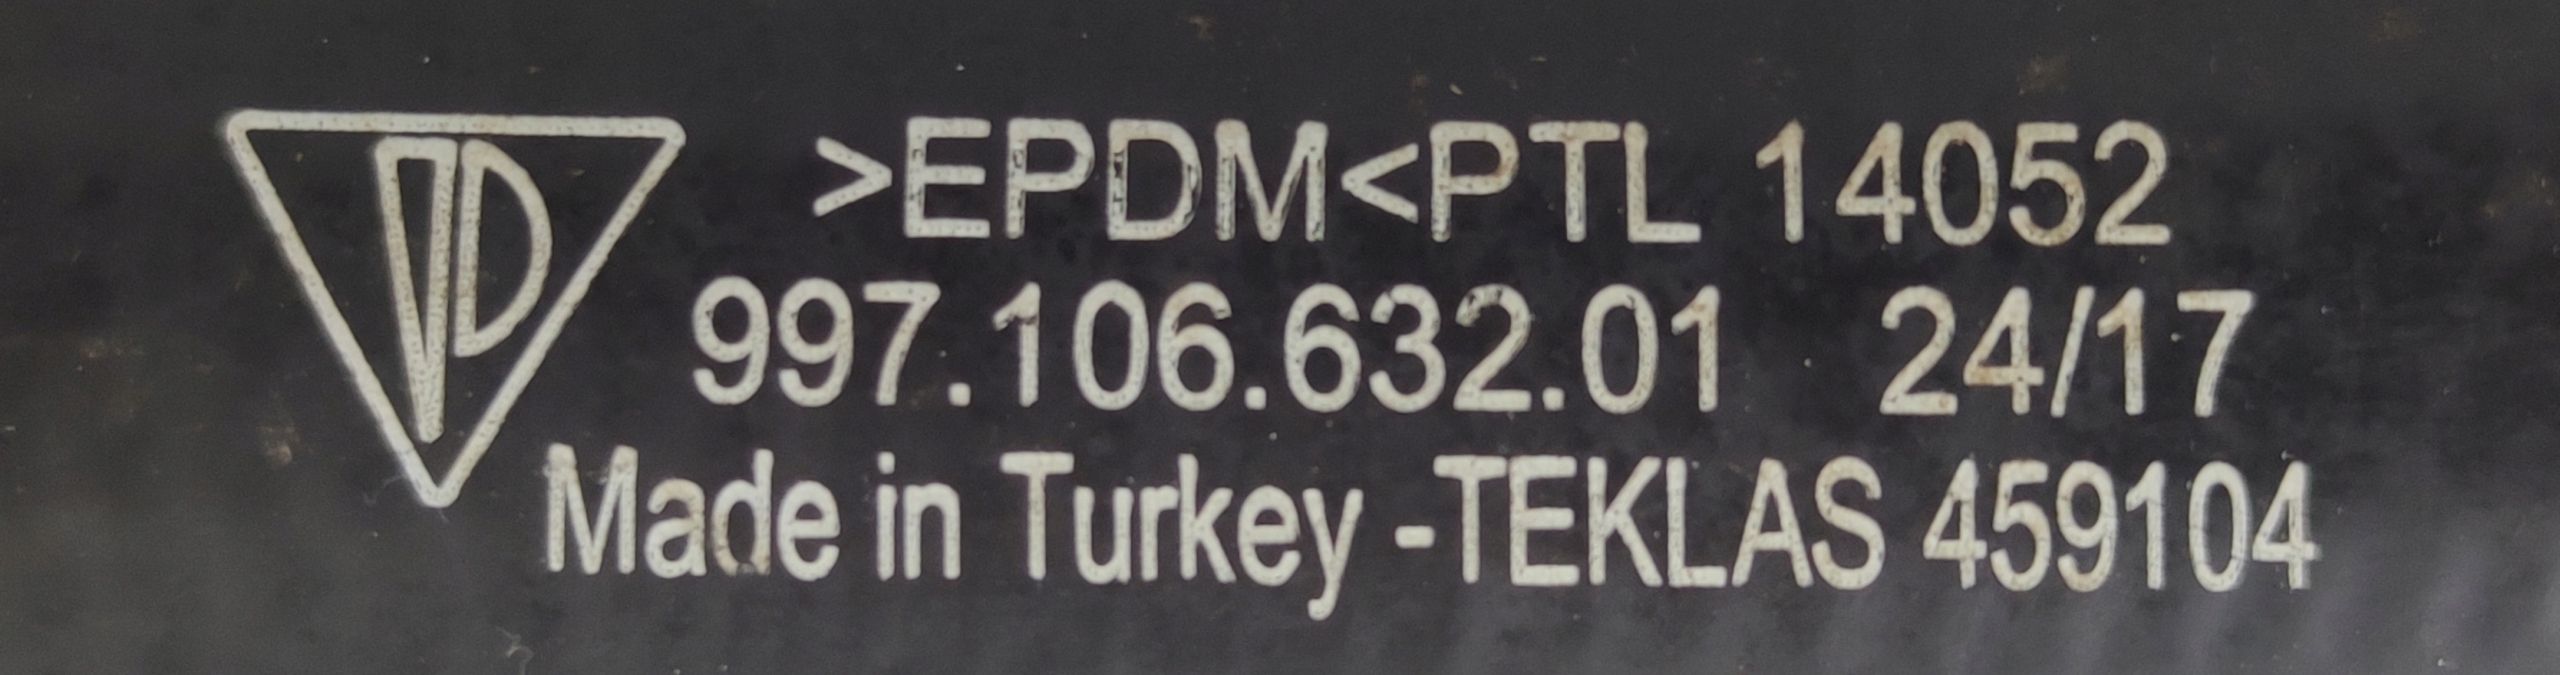 >EPDM<PTL 14052
997.106.632.01 24/17
Made in Turkey -TEKLAS 459104